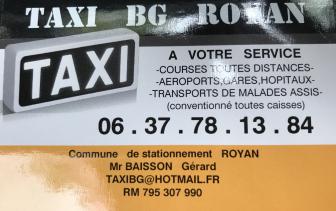 TAXI BG ROYAN
TAXI
A VOTRE SERVICE
-COURSES TOUTES DISTANCES-
-AEROPORTS,GARES,HOPITAUX-
-TRANSPORTS DE MALADES ASSIS-
(conventionné toutes caisses)
06 . 37 . 78 . 13 . 84
Commune de stationnement ROYAN
Mr BAISSON Gérard
TAXIBG@HOTMAIL.FR
RM 795 307 990